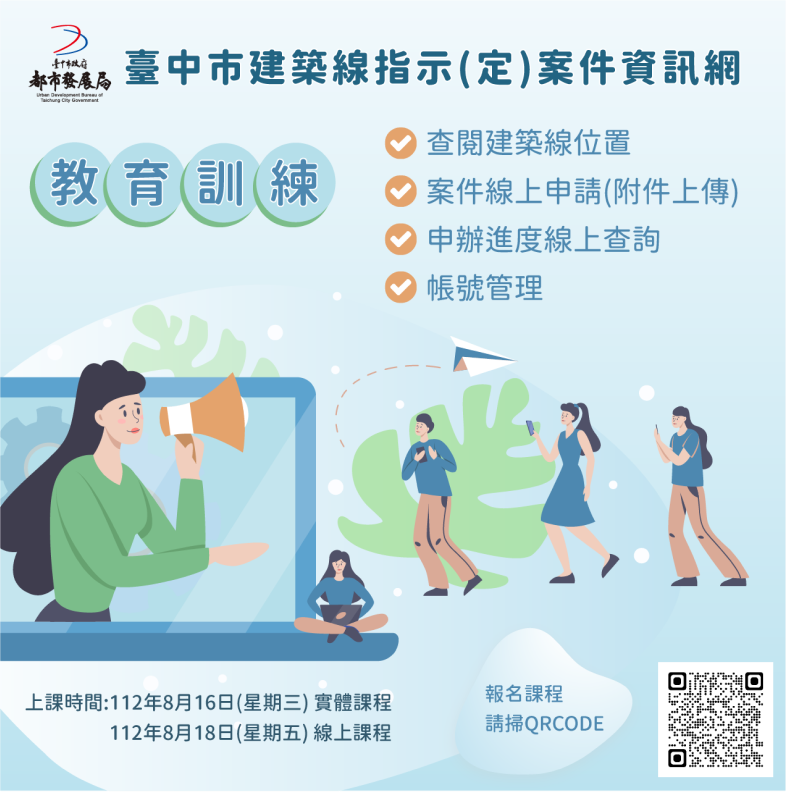 臺中市政府
都市發展局
Urban Development Bureau of
Taichung City Government
臺中市建築線指示(定)案件資訊網
教育訓練
查閱建築線位置
案件線上申請(附件上傳)
申辦進度線上查詢
帳號管理
上課時間:112年8月16日(星期三) 實體課程
112年8月18日(星期五) 線上課程
報名課程
請掃QRCODE